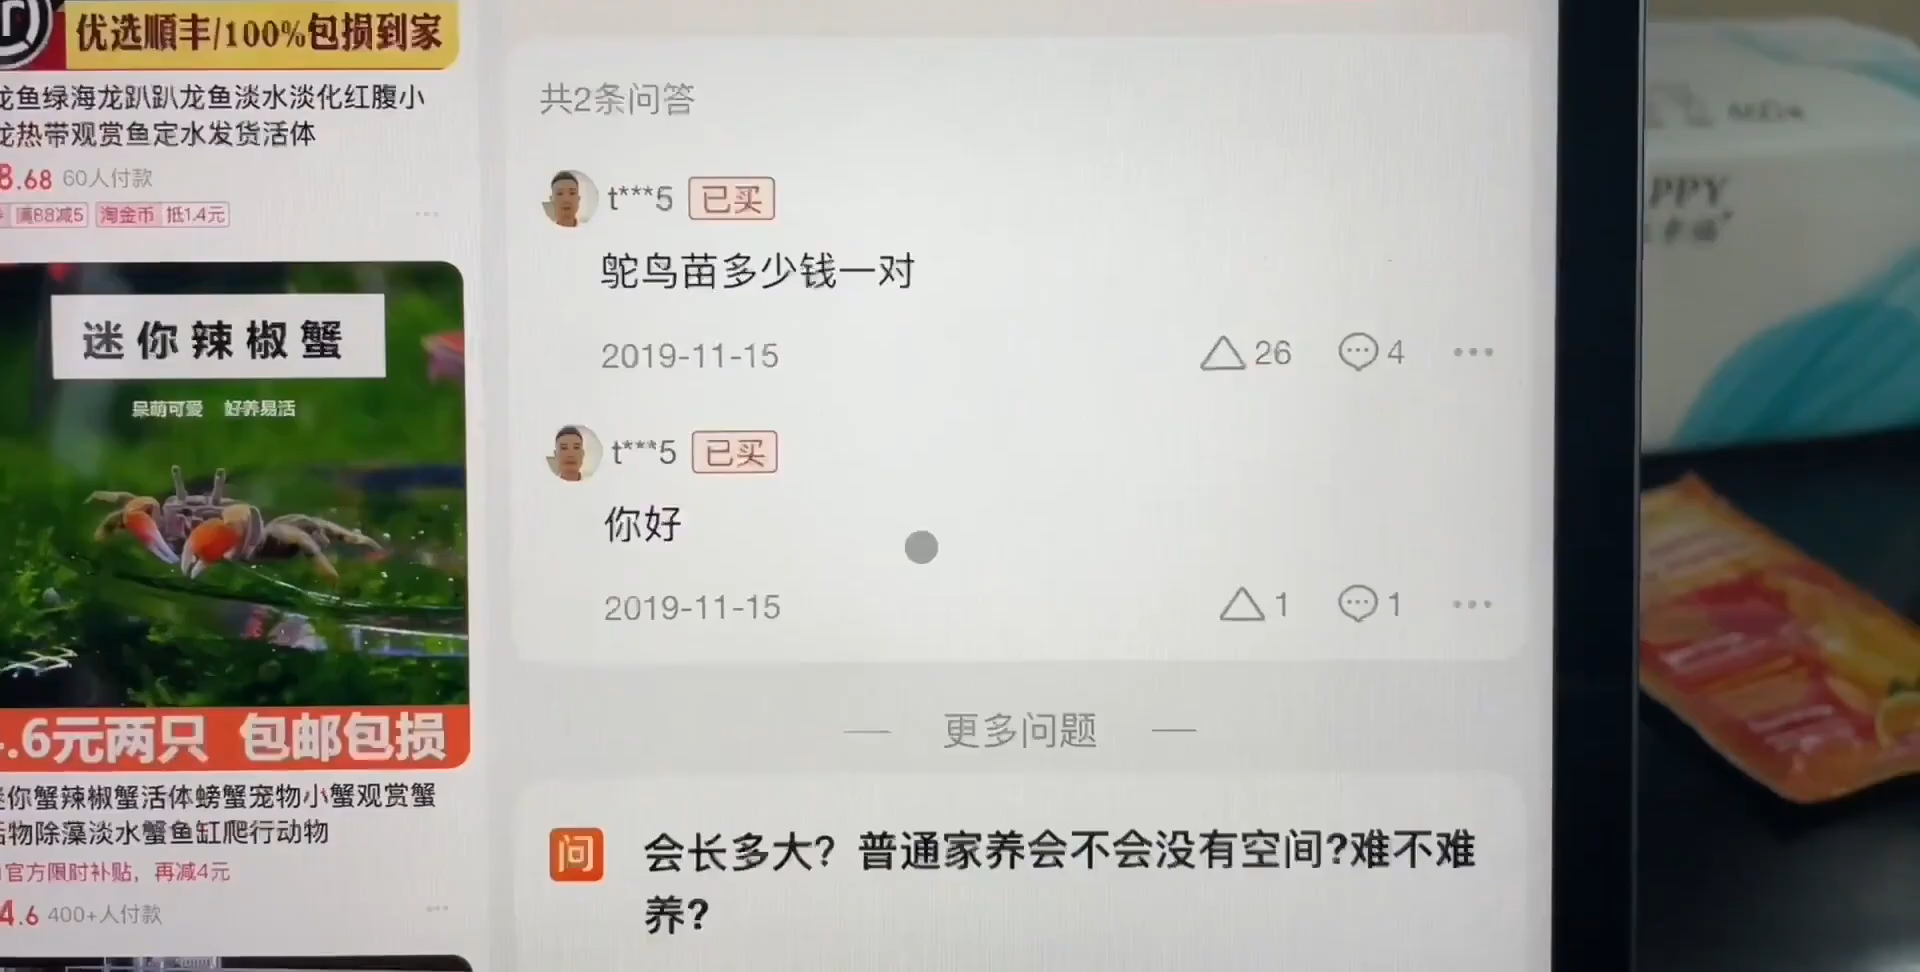 优选順丰/100%包损到家
龙鱼绿海龙趴趴龙鱼淡水淡化红腹小
龙热带观赏鱼定水发货活体
8.68 60人付款
满88减5 淘金币 抵1.4元
迷你辣椒蟹
呆萌可爱 好养易活
.6元两只 包邮包损
迷你蟹辣椒蟹活体螃蟹宠物小蟹观赏蟹
活物除藻淡水蟹鱼缸爬行动物
官方限时补贴，再减4元
4.6 400+人付款
共2条问答
t***5 已买
鸵鸟苗多少钱一对
2019-11-15 26 4
t***5 已买
你好
2019-11-15 1 1
更多问题
问 会长多大？普通家养会不会没有空间?难不难
养?
PPY